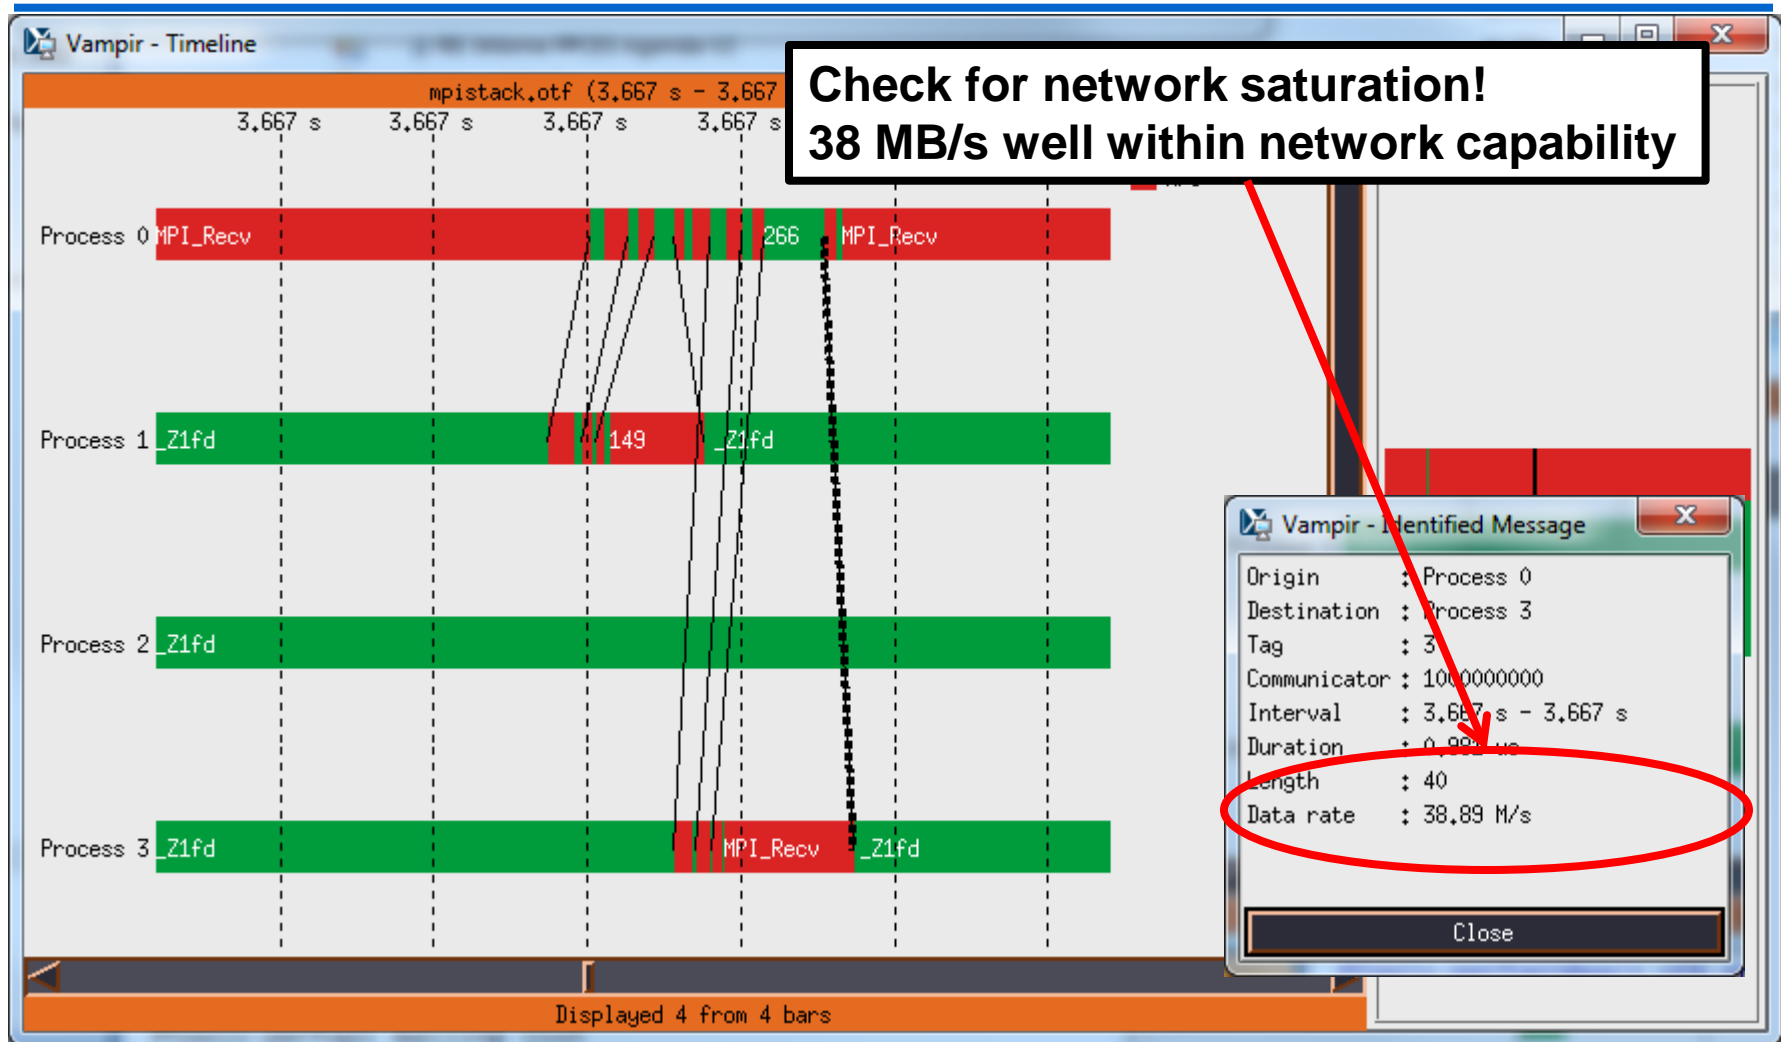 Vampir - Timeline
Check for network saturation!
38 MB/s well within network capability
mpistack.otf (3.667 s - 3.667
3.667 s 3.667 s 3.667 s 3.667 s
Process 0 MPI_Recv 266 MPI_Recv
Process 1 _Z1fd 149 _Z1fd
Process 2 _Z1fd
Process 3 _Z1fd MPI_Recv _Z1fd
Displayed 4 from 4 bars
Vampir - Identified Message
Origin : Process 0
Destination : Process 3
Tag : 3
Communicator : 1000000000
Interval : 3.667 s - 3.667 s
Duration :
Length : 40
Data rate : 38.89 M/s
Close